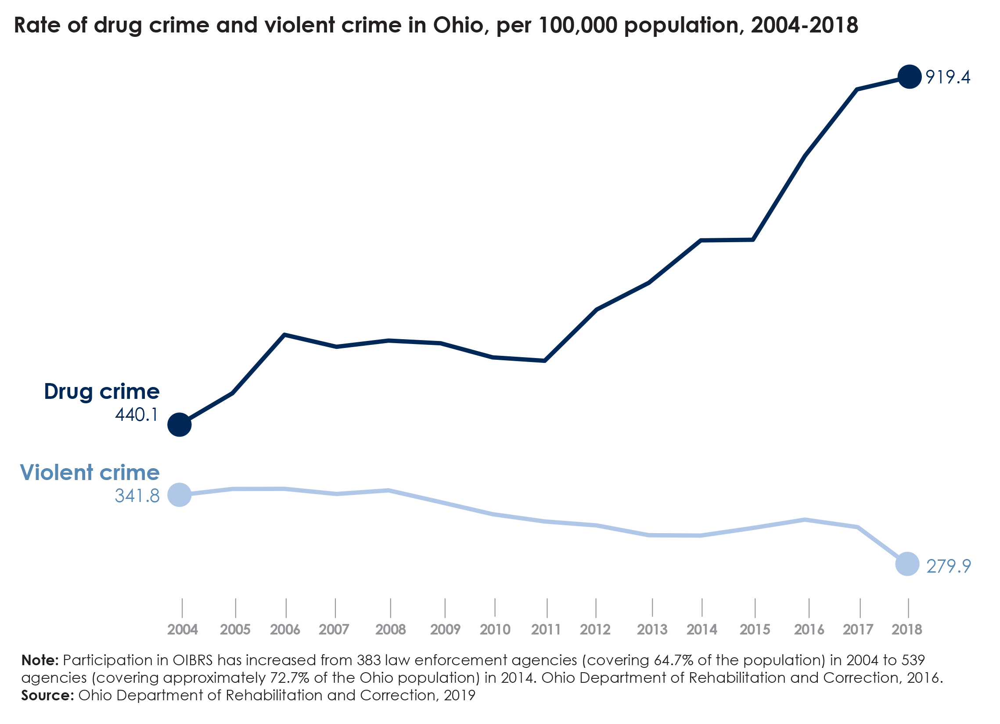 Rate of drug crime and violent crime in Ohio, per 100,000 population, 2004-2018
919.4
Drug crime
440.1
Violent crime
341.8
279.9
2004 2005 2006 2007 2008 2009 2010 2011 2012 2013 2014 2015 2016 2017 2018
Note: Participation in OIBRS has increased from 383 law enforcement agencies (covering 64.7% of the population) in 2004 to 539
agencies (covering approximately 72.7% of the Ohio population) in 2014. Ohio Department of Rehabilitation and Correction, 2016.
Source: Ohio Department of Rehabilitation and Correction, 2019